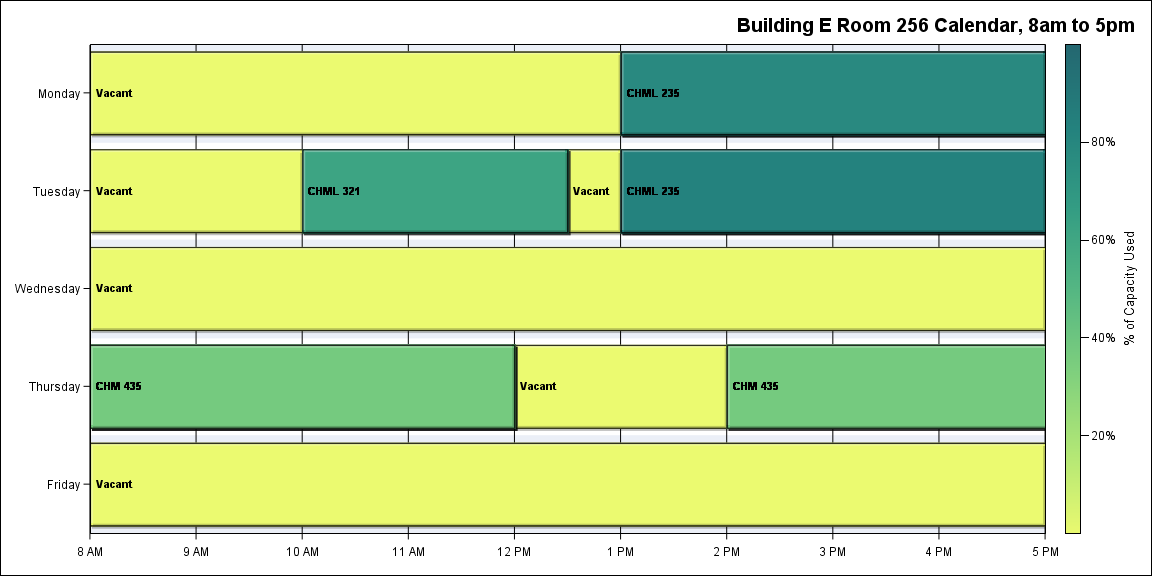 Building E Room 256 Calendar, 8am to 5pm
Monday
Vacant
CHML 235
Tuesday
Vacant
CHML 321
Vacant
CHML 235
Wednesday
Vacant
Thursday
CHM 435
Vacant
CHM 435
Friday
Vacant
8 AM
9 AM
10 AM
11 AM
12 PM
1 PM
2 PM
3 PM
4 PM
5 PM
80%
60%
40%
20%
% of Capacity Used